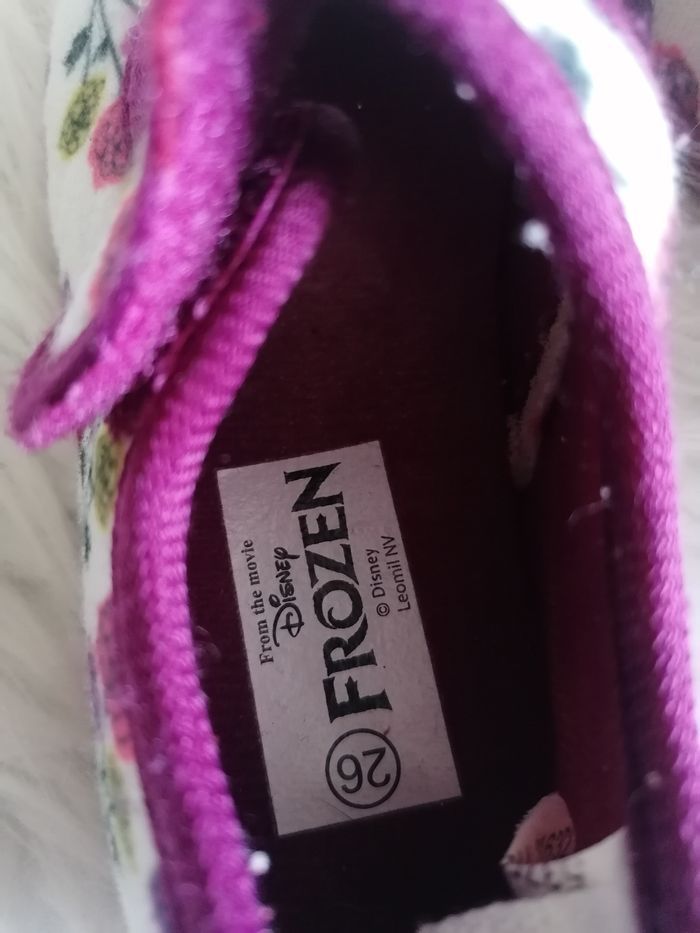 From the movie
Disney
FROZEN
© Disney
Leomil NV
26